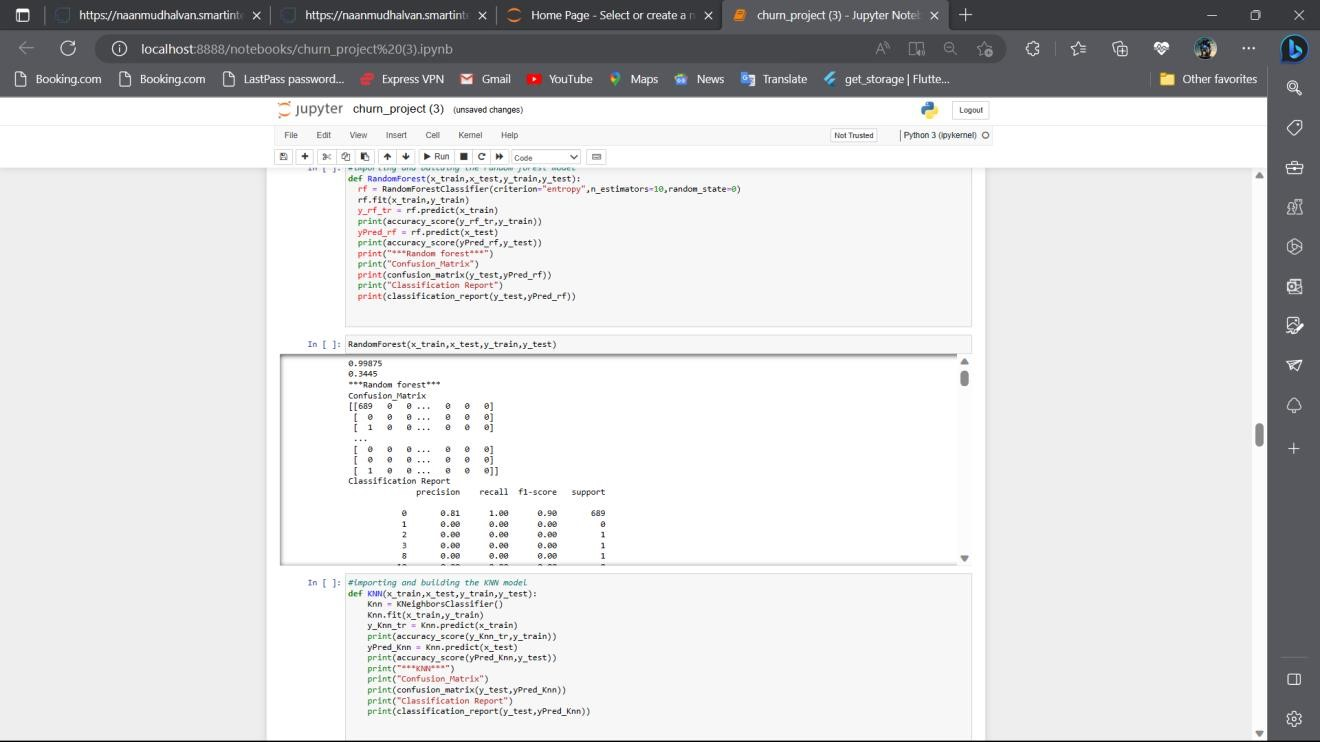 https://naanmudhalvan.smartinte
https://naanmudhalvan.smartinte
Home Page - Select or create a n
churn_project (3) - Jupyter Noteb
localhost:8888/notebooks/churn_project%20(3).ipynb
Booking.com
Booking.com
LastPass password...
Express VPN
Gmail
YouTube
Maps
News
Translate
get_storage | Flutte...
Other favorites
jupyter churn_project (3) (unsaved changes)
Logout
File Edit View Insert Cell Kernel Help
Not Trusted
Python 3 (ipykernel)
Run
Code
In [ ]: #importing and building the random forest model
def RandomForest(x_train,x_test,y_train,y_test):
rf = RandomForestClassifier(criterion="entropy",n_estimators=10,random_state=0)
rf.fit(x_train,y_train)
y_rf_tr = rf.predict(x_train)
print(accuracy_score(y_rf_tr,y_train))
yPred_rf = rf.predict(x_test)
print(accuracy_score(yPred_rf,y_test))
print("***Random forest***")
print("Confusion_Matrix")
print(confusion_matrix(y_test,yPred_rf))
print("Classification Report")
print(classification_report(y_test,yPred_rf))
In [ ]: RandomForest(x_train,x_test,y_train,y_test)
0.99875
0.3445
***Random forest***
Confusion_Matrix
[[689 0 0 ... 0 0 0]
[ 0 0 0 ... 0 0 0]
[ 1 0 0 ... 0 0 0]
...
[ 0 0 0 ... 0 0 0]
[ 0 0 0 ... 0 0 0]
[ 1 0 0 ... 0 0 0]]
Classification Report
precision recall f1-score support
0 0.81 1.00 0.90 689
1 0.00 0.00 0.00 0
2 0.00 0.00 0.00 1
3 0.00 0.00 0.00 1
8 0.00 0.00 0.00 1
In [ ]: #importing and building the KNN model
def KNN(x_train,x_test,y_train,y_test):
Knn = KNeighborsClassifier()
Knn.fit(x_train,y_train)
y_Knn_tr = Knn.predict(x_train)
print(accuracy_score(y_Knn_tr,y_train))
yPred_Knn = Knn.predict(x_test)
print(accuracy_score(yPred_Knn,y_test))
print("***KNN***")
print("Confusion_Matrix")
print(confusion_matrix(y_test,yPred_Knn))
print("Classification Report")
print(classification_report(y_test,yPred_Knn))